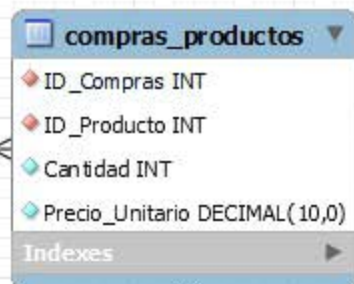 compras_productos
ID_Compras INT
ID_Producto INT
Cantidad INT
Precio_Unitario DECIMAL(10,0)
Indexes